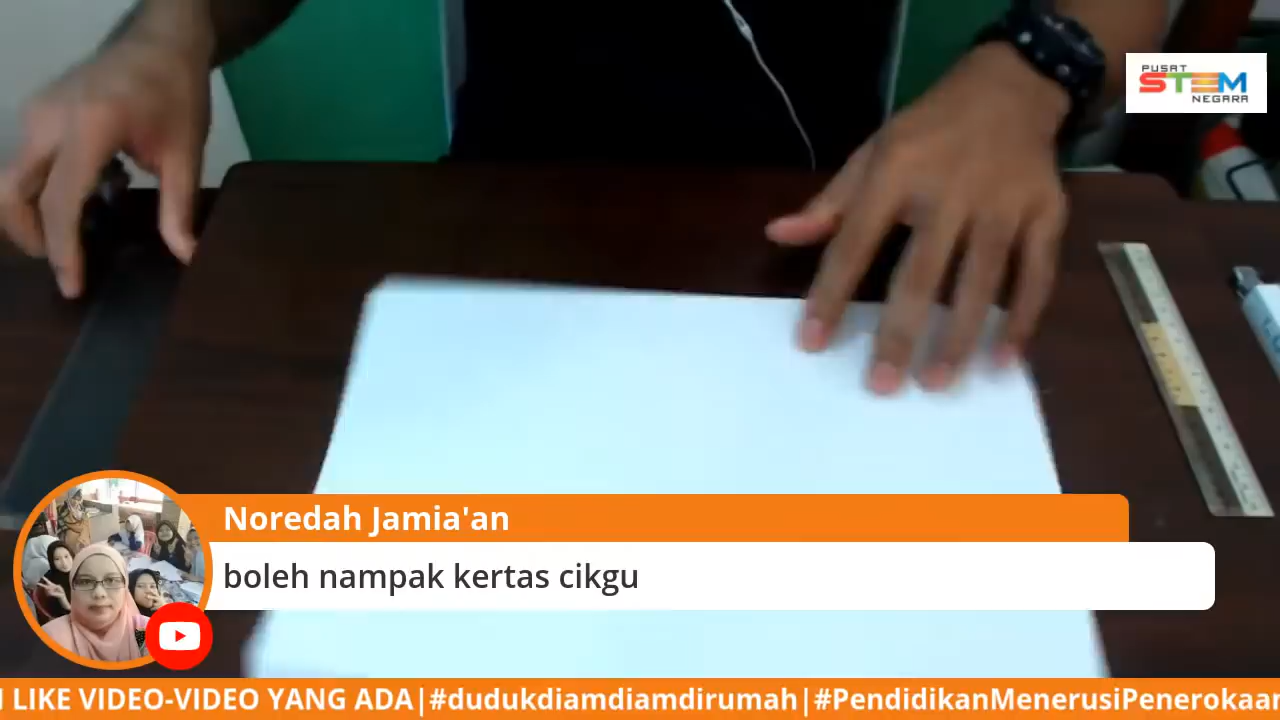 PUSAT
STEM
NEGARA
Noredah Jamia'an
boleh nampak kertas cikgu
LIKE VIDEO-VIDEO YANG ADA|#dudukdiamdiamdirumah|#PendidikanMenerusiPenerokaan